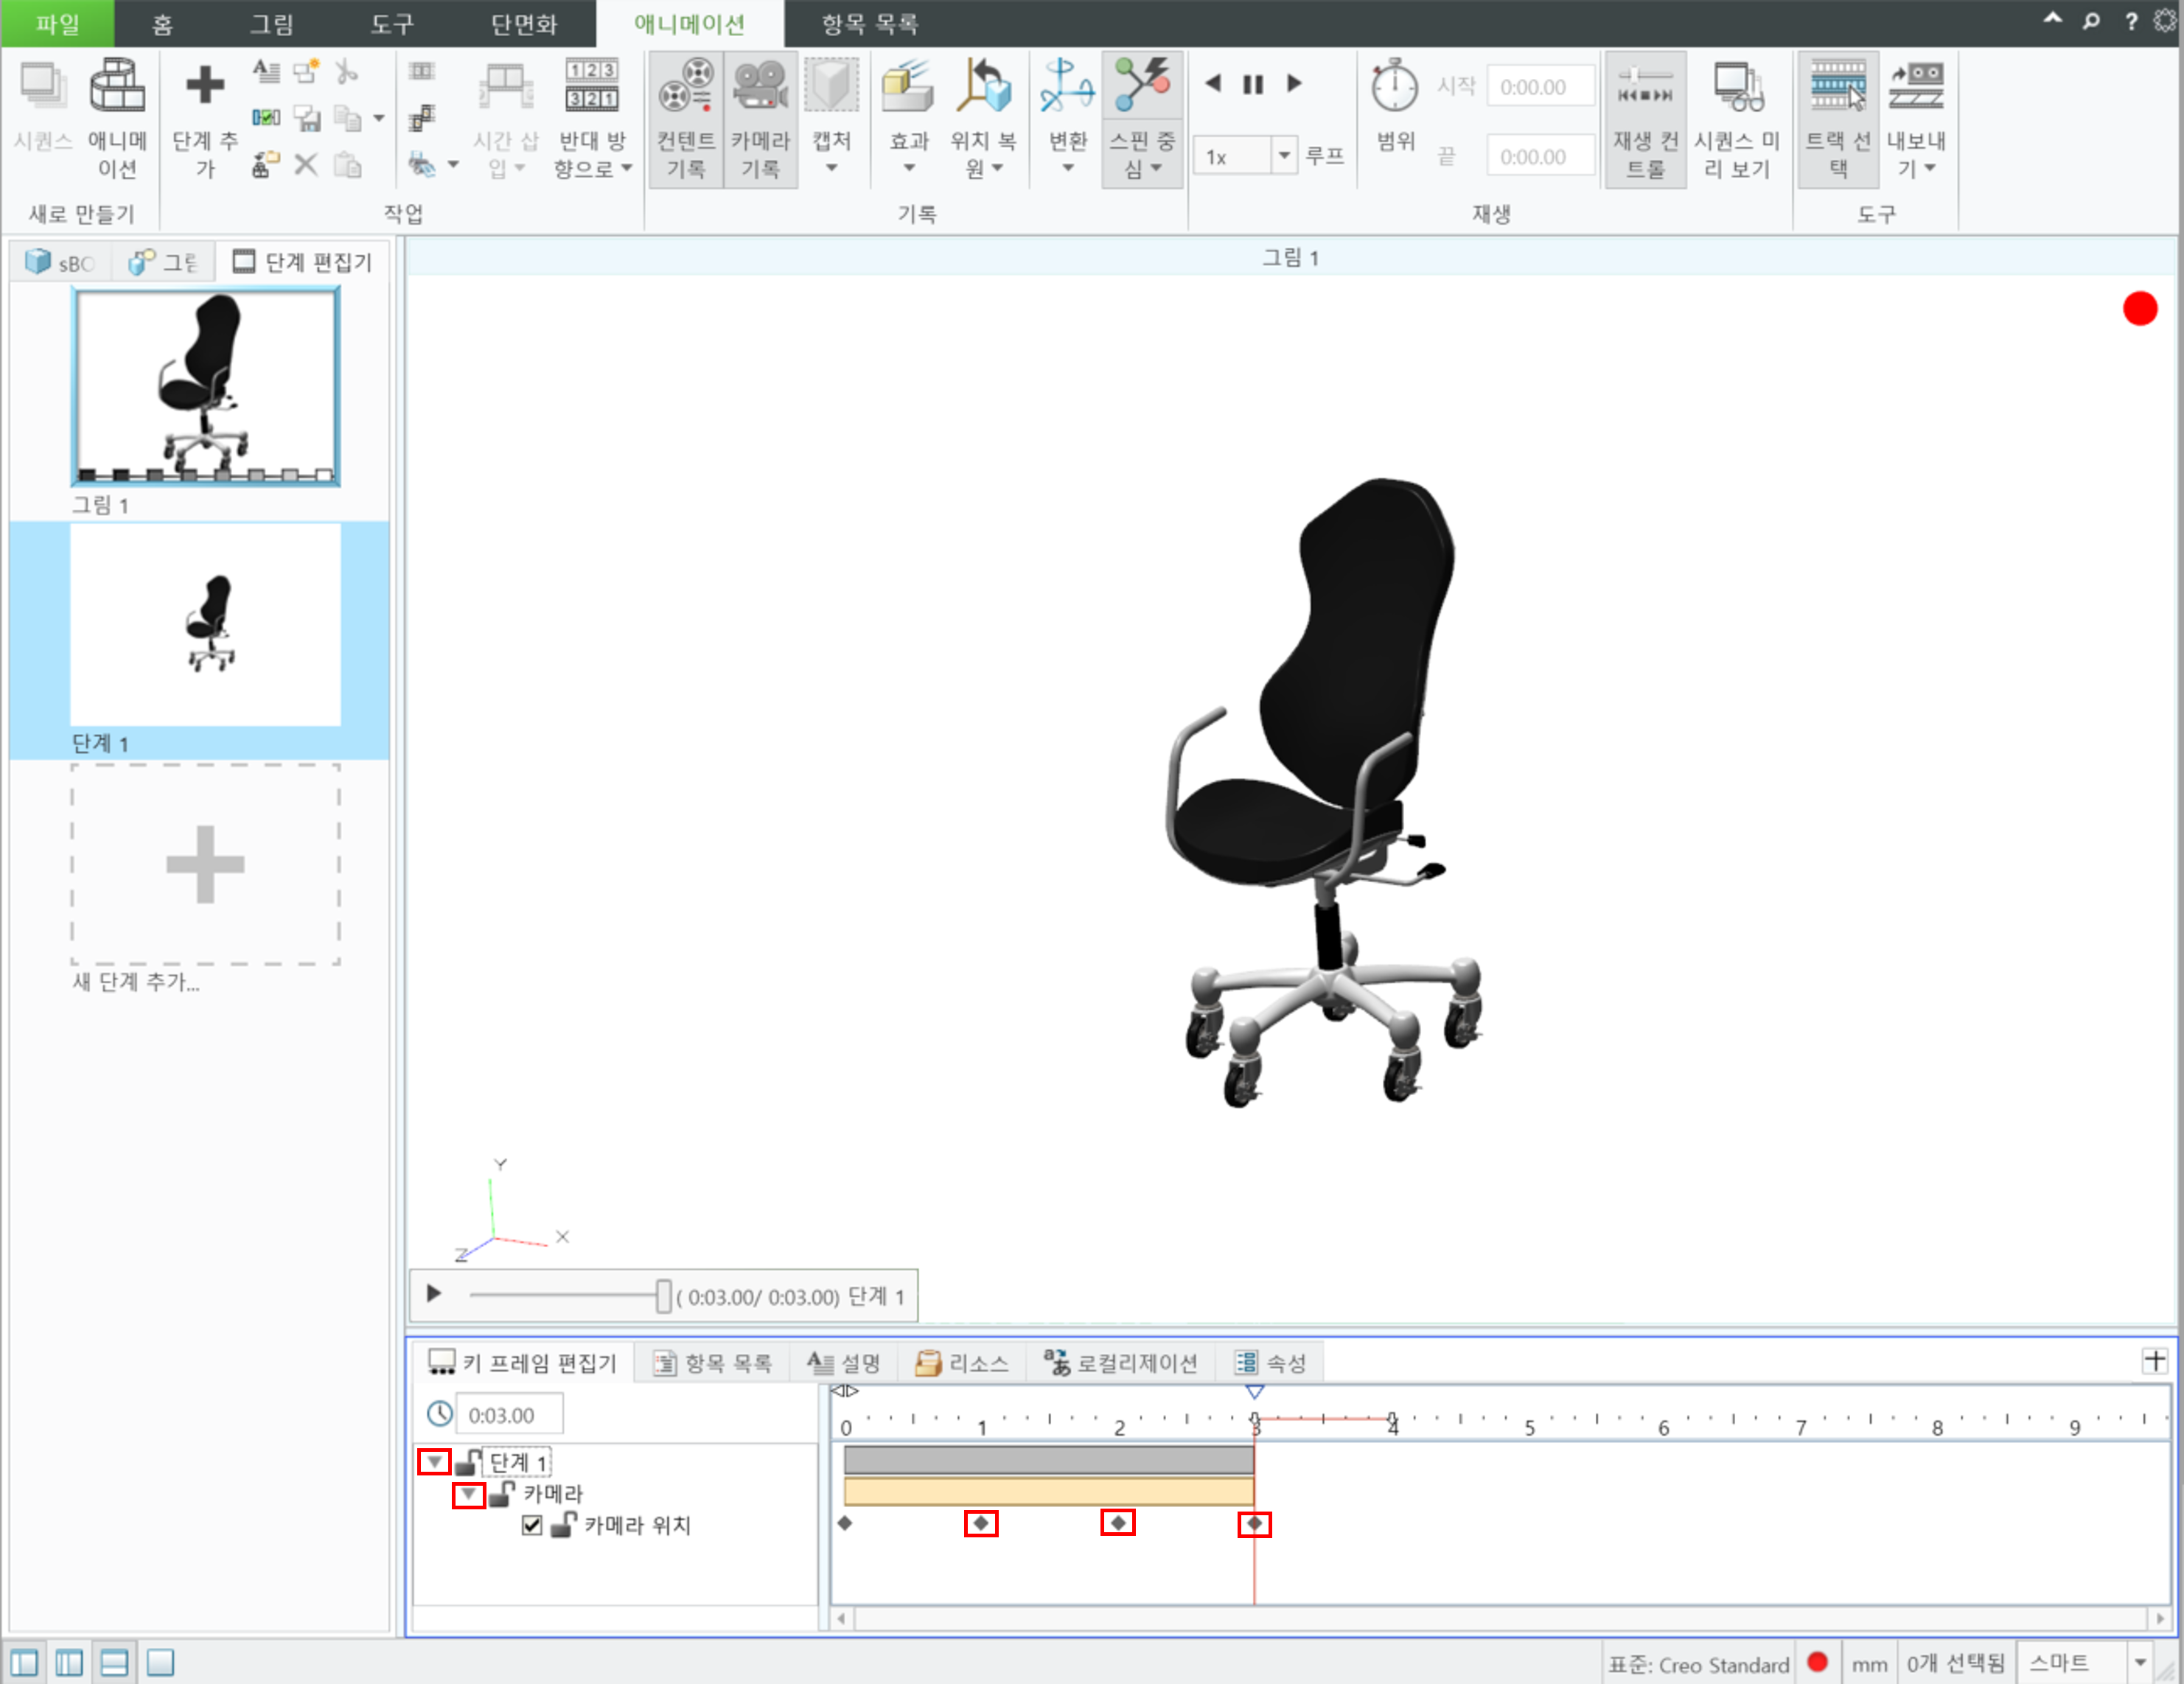 파일 홈 그림 도구 단면화 애니메이션 항목 목록 ?
시퀀스
애니메
이션
단계 추
가
시간 삽
입
123
321
반대 방
향으로
컨텐트
기록
카메라
기록
캡처
효과
위치 복
원
변환
스핀 중
심
1x
루프
범위
시작 0:00.00
끝 0:00.00
재생 컨
트롤
시퀀스 미
리 보기
트랙 선
택
내보내
기
새로 만들기 작업 기록 재생 도구
sBO 그림 단계 편집기
그림 1
단계 1
새 단계 추가...
그림 1
Y
X
Z
( 0:03.00/ 0:03.00) 단계 1
키 프레임 편집기 항목 목록 설명 리소스 로컬리제이션 속성
0:03.00
0 1 2 3 4 5 6 7 8 9
단계 1
카메라
카메라 위치
표준: Creo Standard mm 0개 선택됨 스마트